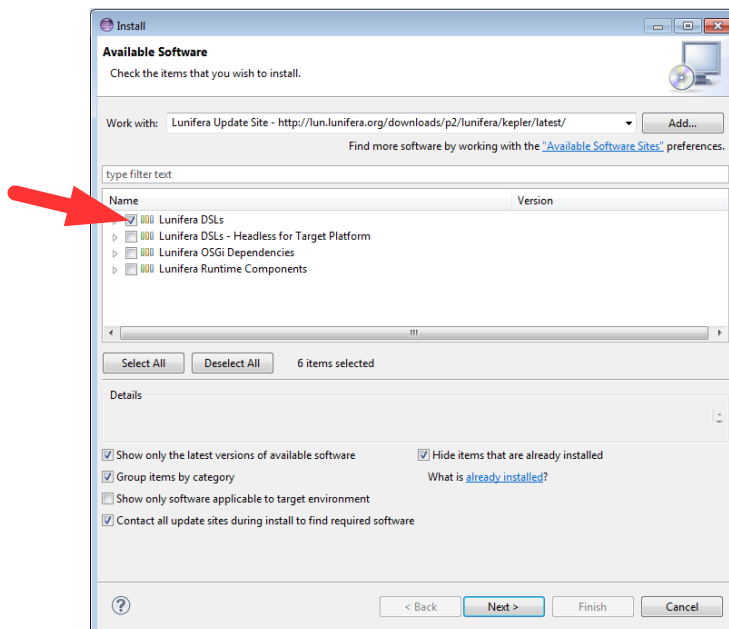 Install
Available Software
Check the items that you wish to install.
Work with: Lunifera Update Site - http://lun.lunifera.org/downloads/p2/lunifera/kepler/latest/ Add...
Find more software by working with the "Available Software Sites" preferences.
type filter text
Name Version
Lunifera DSLs
Lunifera DSLs - Headless for Target Platform
Lunifera OSGi Dependencies
Lunifera Runtime Components
Select All Deselect All 6 items selected
Details
Show only the latest versions of available software Hide items that are already installed
Group items by category What is already installed?
Show only software applicable to target environment
Contact all update sites during install to find required software
? < Back Next > Finish Cancel